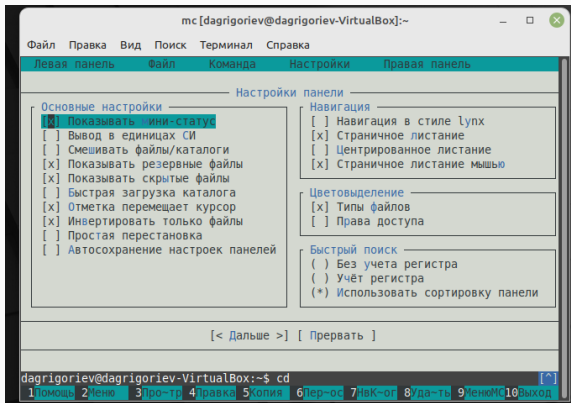 mc [dagrigoriev@dagrigoriev-VirtualBox]:~
Файл Правка Вид Поиск Терминал Справка
Левая панель Файл Команда Настройки Правая панель
Настройки панели
Основные настройки
[x] Показывать мини-статус
[ ] Вывод в единицах СИ
[ ] Смешивать файлы/каталоги
[x] Показывать резервные файлы
[x] Показывать скрытые файлы
[ ] Быстрая загрузка каталога
[x] Отметка перемещает курсор
[x] Инвертировать только файлы
[ ] Простая перестановка
[ ] Автосохранение настроек панелей
Навигация
[ ] Навигация в стиле lynx
[x] Страничное листание
[ ] Центрированное листание
[x] Страничное листание мышью
Цветовыделение
[x] Типы файлов
[ ] Права доступа
Быстрый поиск
( ) Без учета регистра
( ) Учёт регистра
(*) Использовать сортировку панели
[< Дальше >] [ Прервать ]
dagrigoriev@dagrigoriev-VirtualBox:~$ cd [^]
1Помощь 2Меню 3Про~тр 4Правка 5Копия 6Пер~ос 7НвК~ог 8Уда~ть 9МенюМС 10Выход